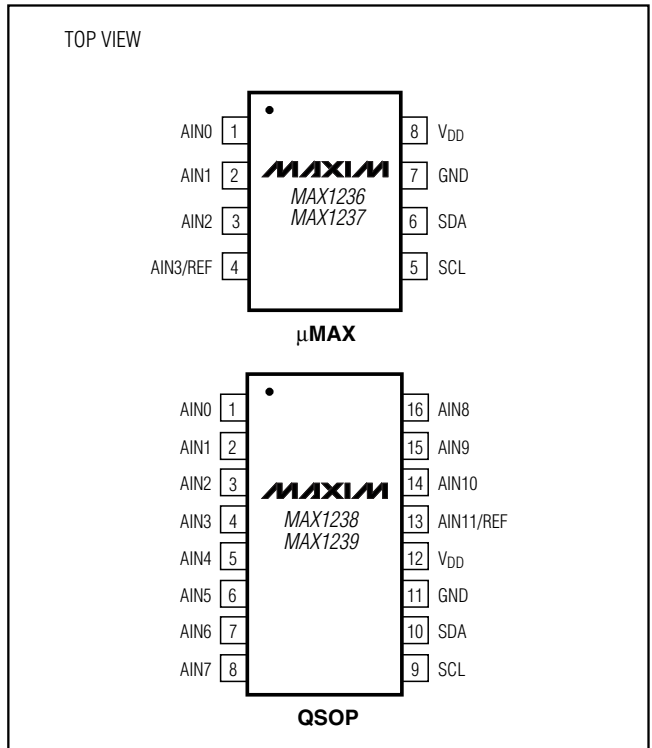 TOP VIEW
AIN0 1 8 VDD
AIN1 2 MAXIM 7 GND
MAX1236
MAX1237
AIN2 3 6 SDA
AIN3/REF 4 5 SCL
μMAX
AIN0 1 16 AIN8
AIN1 2 15 AIN9
AIN2 3 MAXIM 14 AIN10
AIN3 4 MAX1238 13 AIN11/REF
MAX1239
AIN4 5 12 VDD
AIN5 6 11 GND
AIN6 7 10 SDA
AIN7 8 9 SCL
QSOP